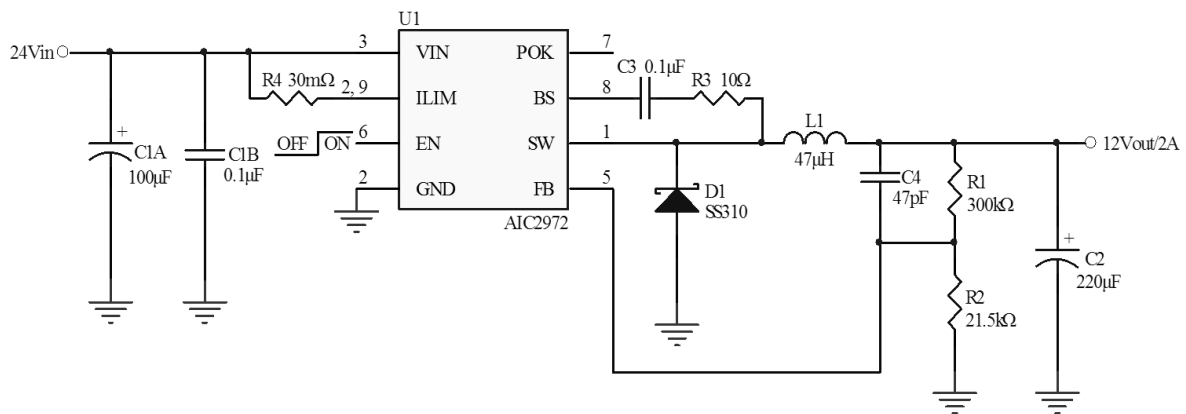 U1
24Vin
3
VIN
POK
7
R4 30mΩ
2, 9
ILIM
BS
8
C3 0.1μF
R3 10Ω
OFF
ON
6
EN
SW
1
L1
47μH
12Vout/2A
C1A
100μF
C1B
0.1μF
2
GND
FB
5
AIC2972
D1
SS310
C4
47pF
R1
300kΩ
C2
220μF
R2
21.5kΩ
+
+